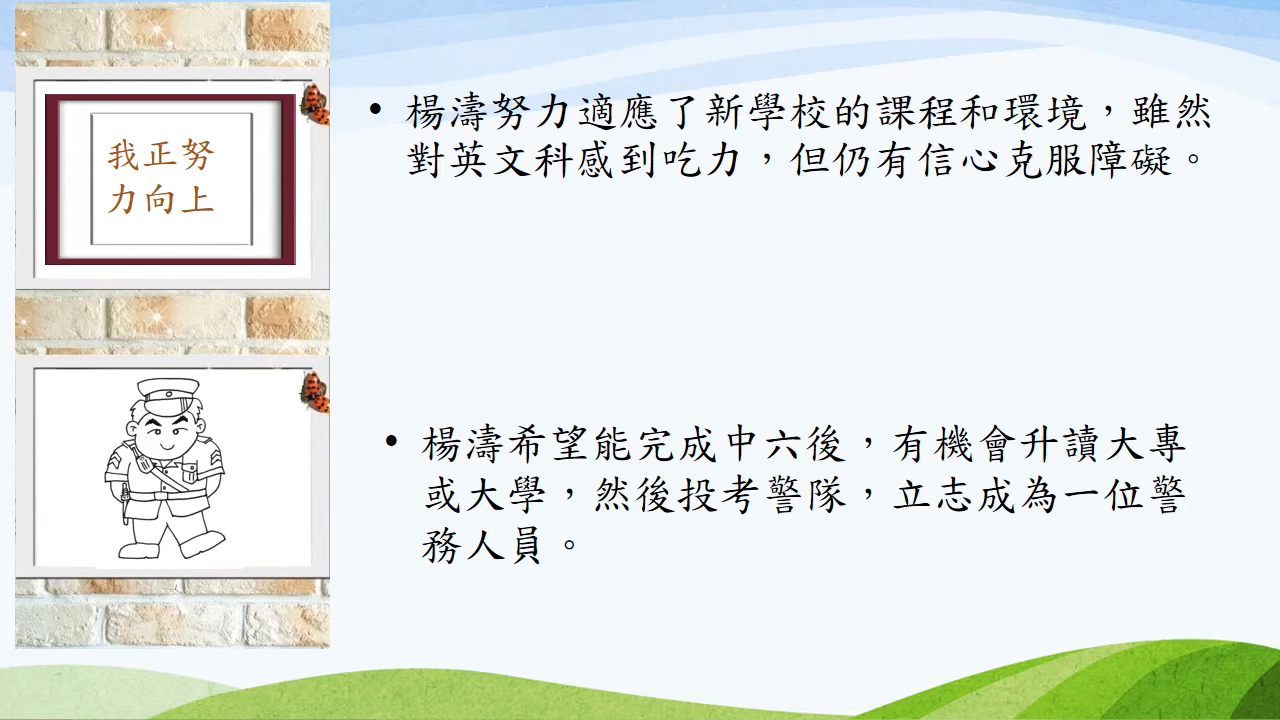 我正努
力向上
• 楊濤努力適應了新學校的課程和環境，雖然
對英文科感到吃力，但仍有信心克服障礙。
• 楊濤希望能完成中六後，有機會升讀大專
或大學，然後投考警隊，立志成為一位警
務人員。